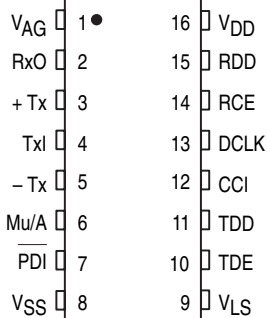 VAG 1 16 VDD
RxO 2 15 RDD
+ Tx 3 14 RCE
TxI 4 13 DCLK
– Tx 5 12 CCI
Mu/A 6 11 TDD
PDI 7 10 TDE
VSS 8 9 VLS